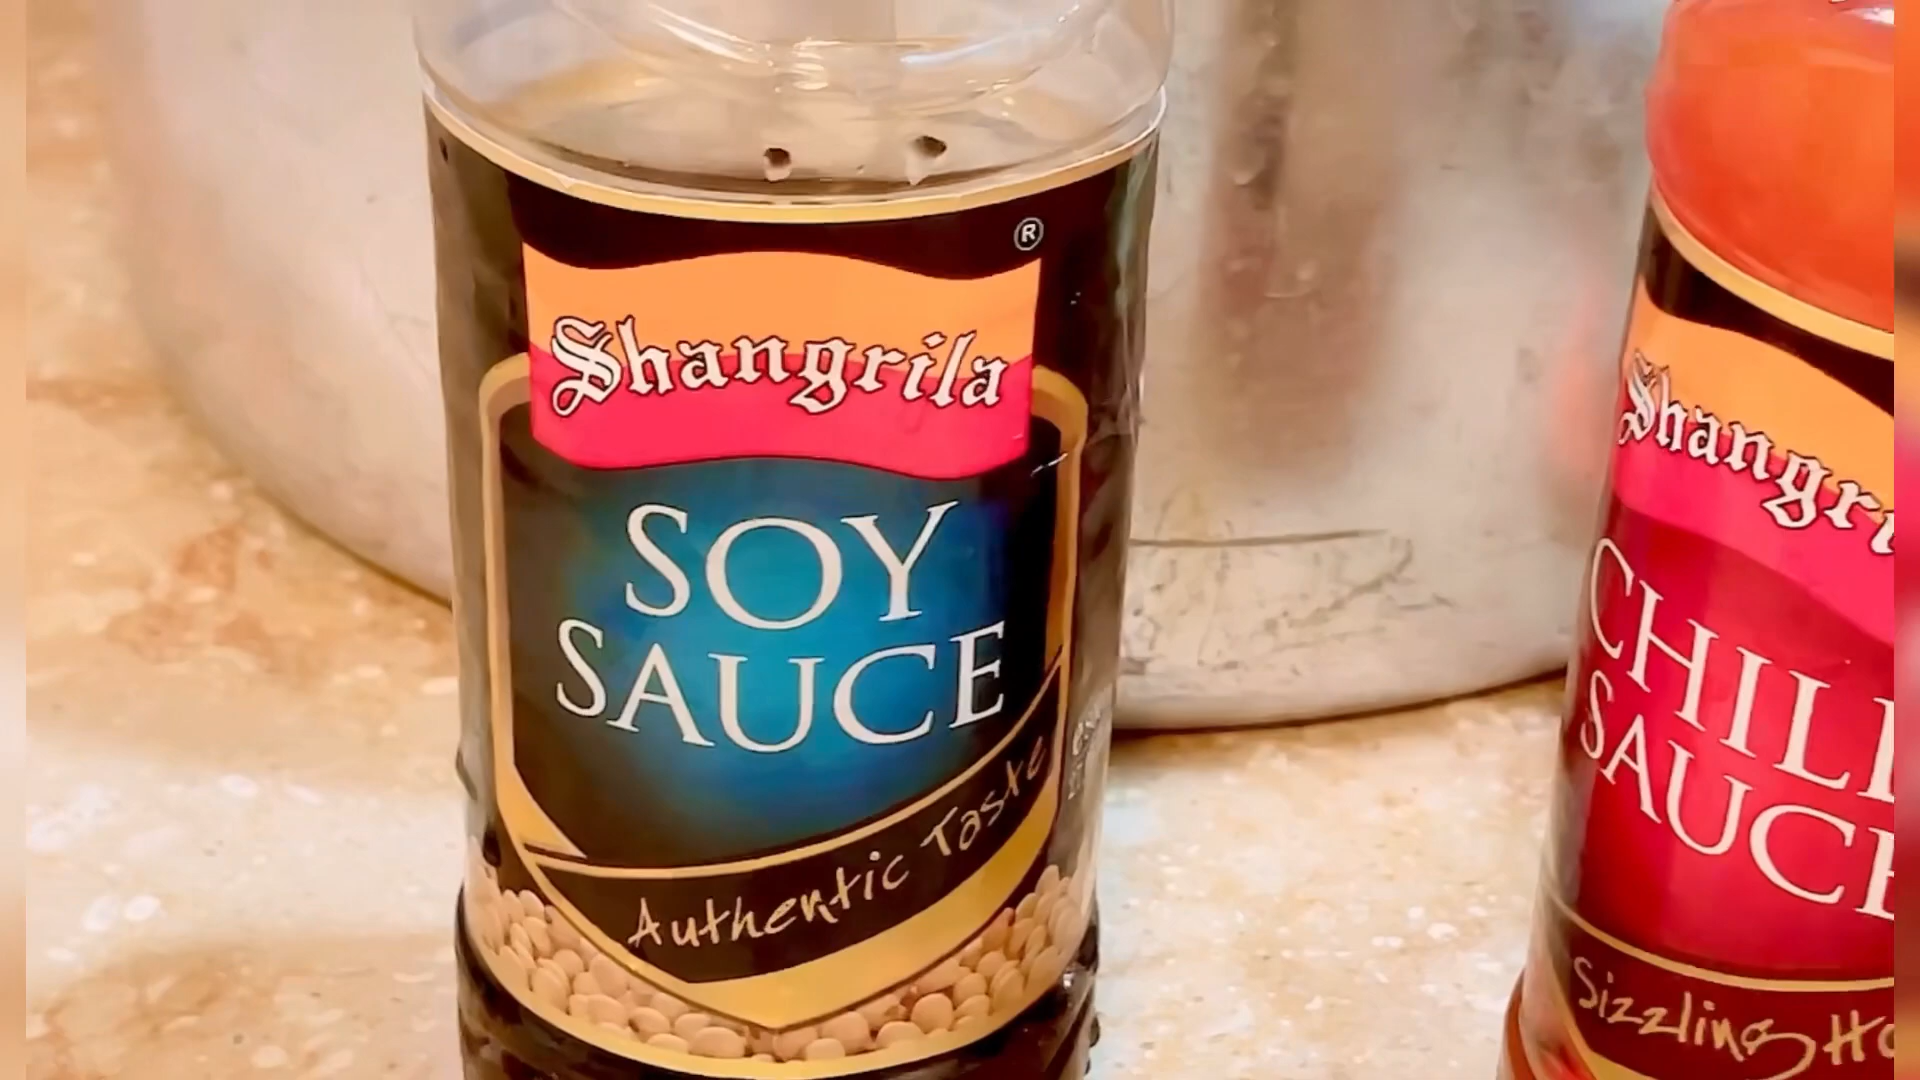 ®
Shangrila
SOY
SAUCE
Authentic Taste
Shangri
CHILI
SAUCE
Sizzling